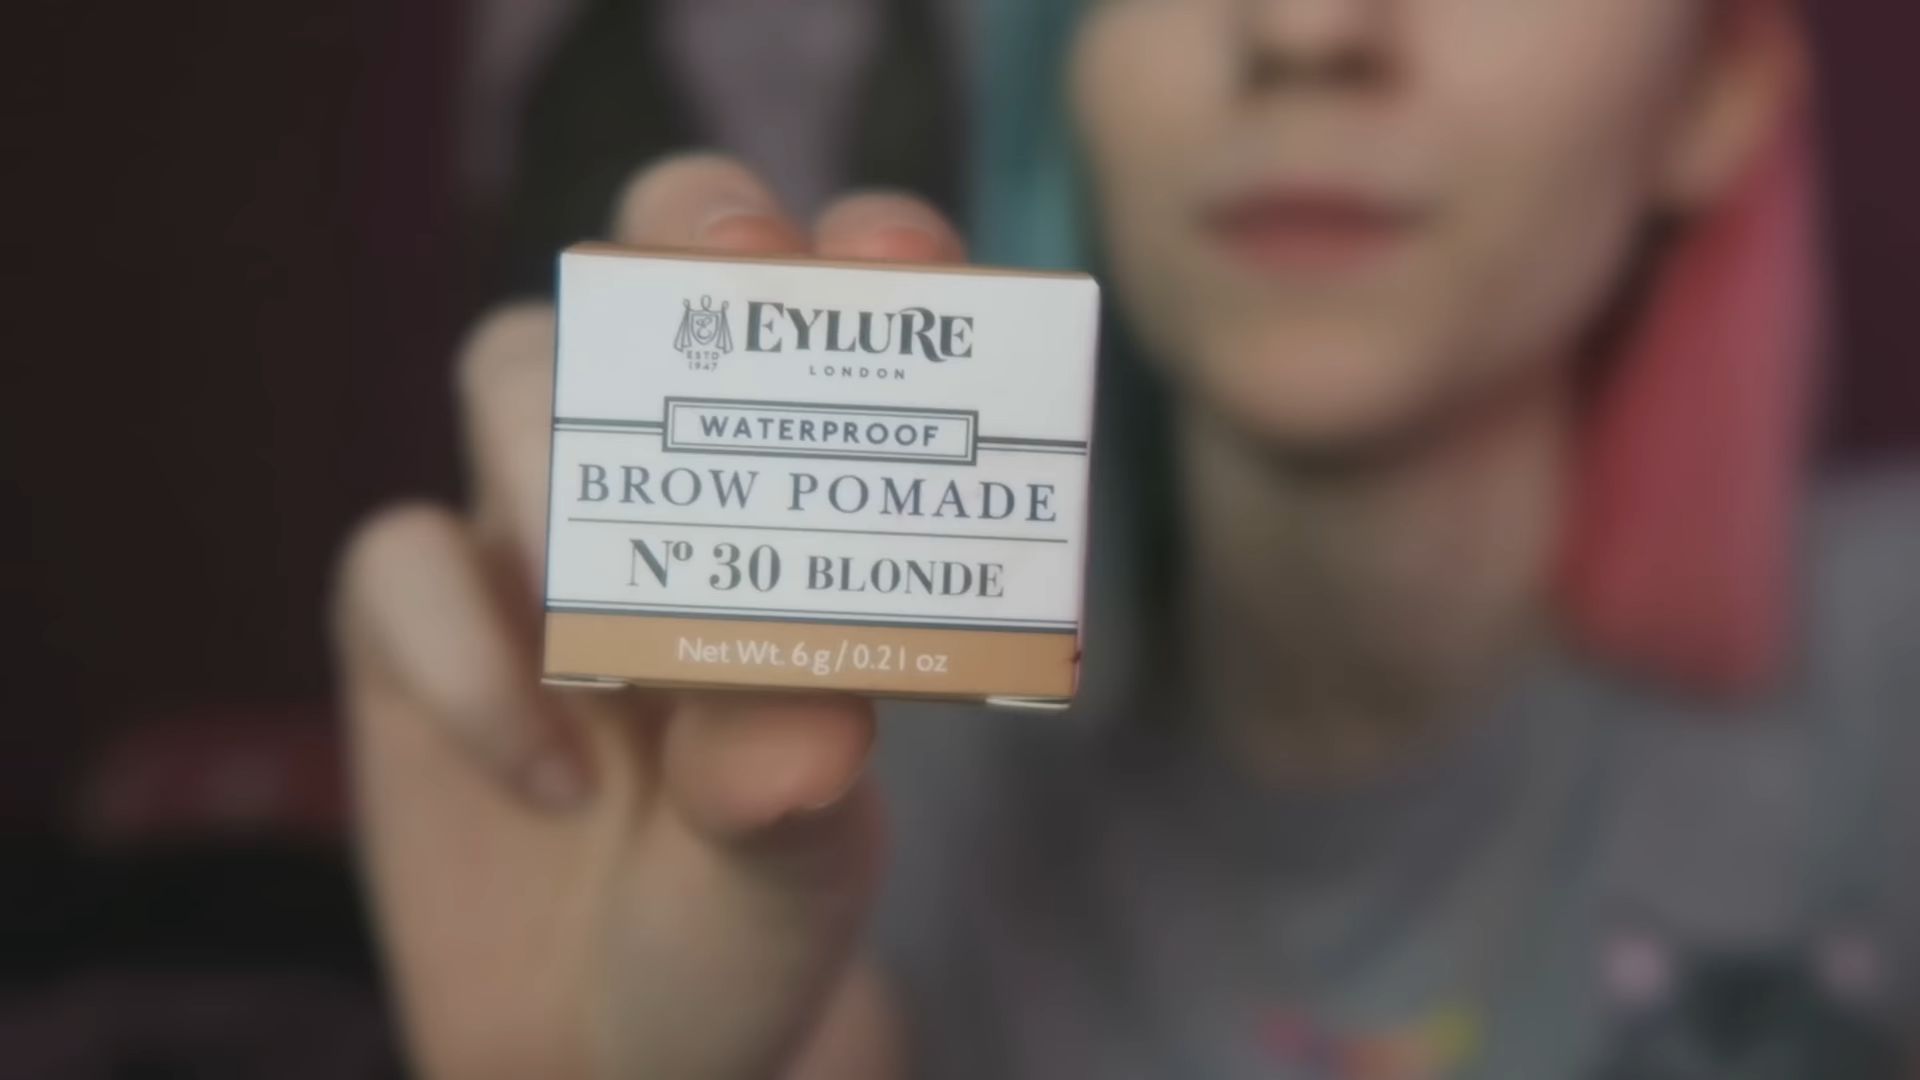 EYLURE
ESTD
1947
LONDON
WATERPROOF
BROW POMADE
Nº 30 BLONDE
Net Wt. 6 g / 0.21 oz